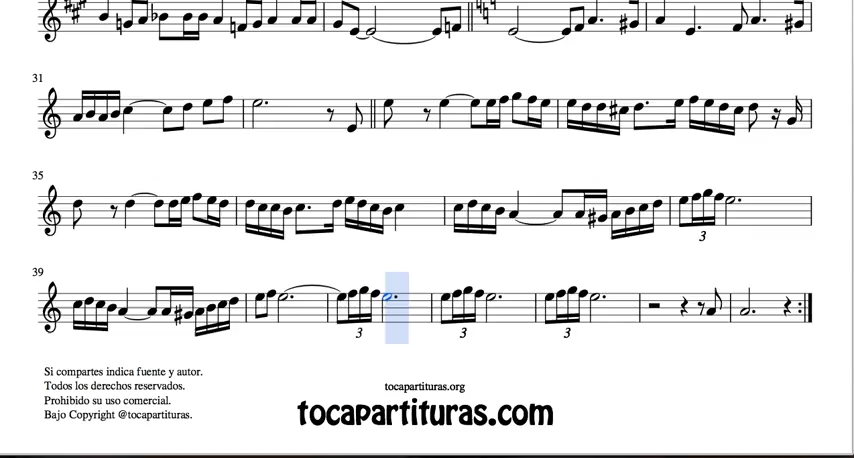 31
35
3
39
3
3
3
Si compartes indica fuente y autor.
Todos los derechos reservados.
Prohibido su uso comercial.
Bajo Copyright @tocapartituras.
tocapartituras.org
tocapartituras.com